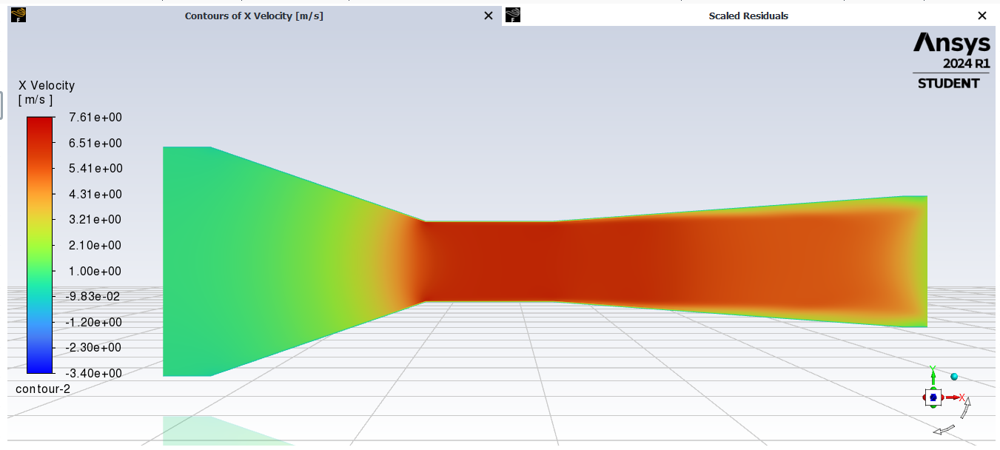 Contours of X Velocity [m/s]
Scaled Residuals
Ansys
2024 R1
STUDENT
X Velocity
[ m/s ]
7.61e+00
6.51e+00
5.41e+00
4.31e+00
3.21e+00
2.10e+00
1.00e+00
-9.83e-02
-1.20e+00
-2.30e+00
-3.40e+00
contour-2
Y
X